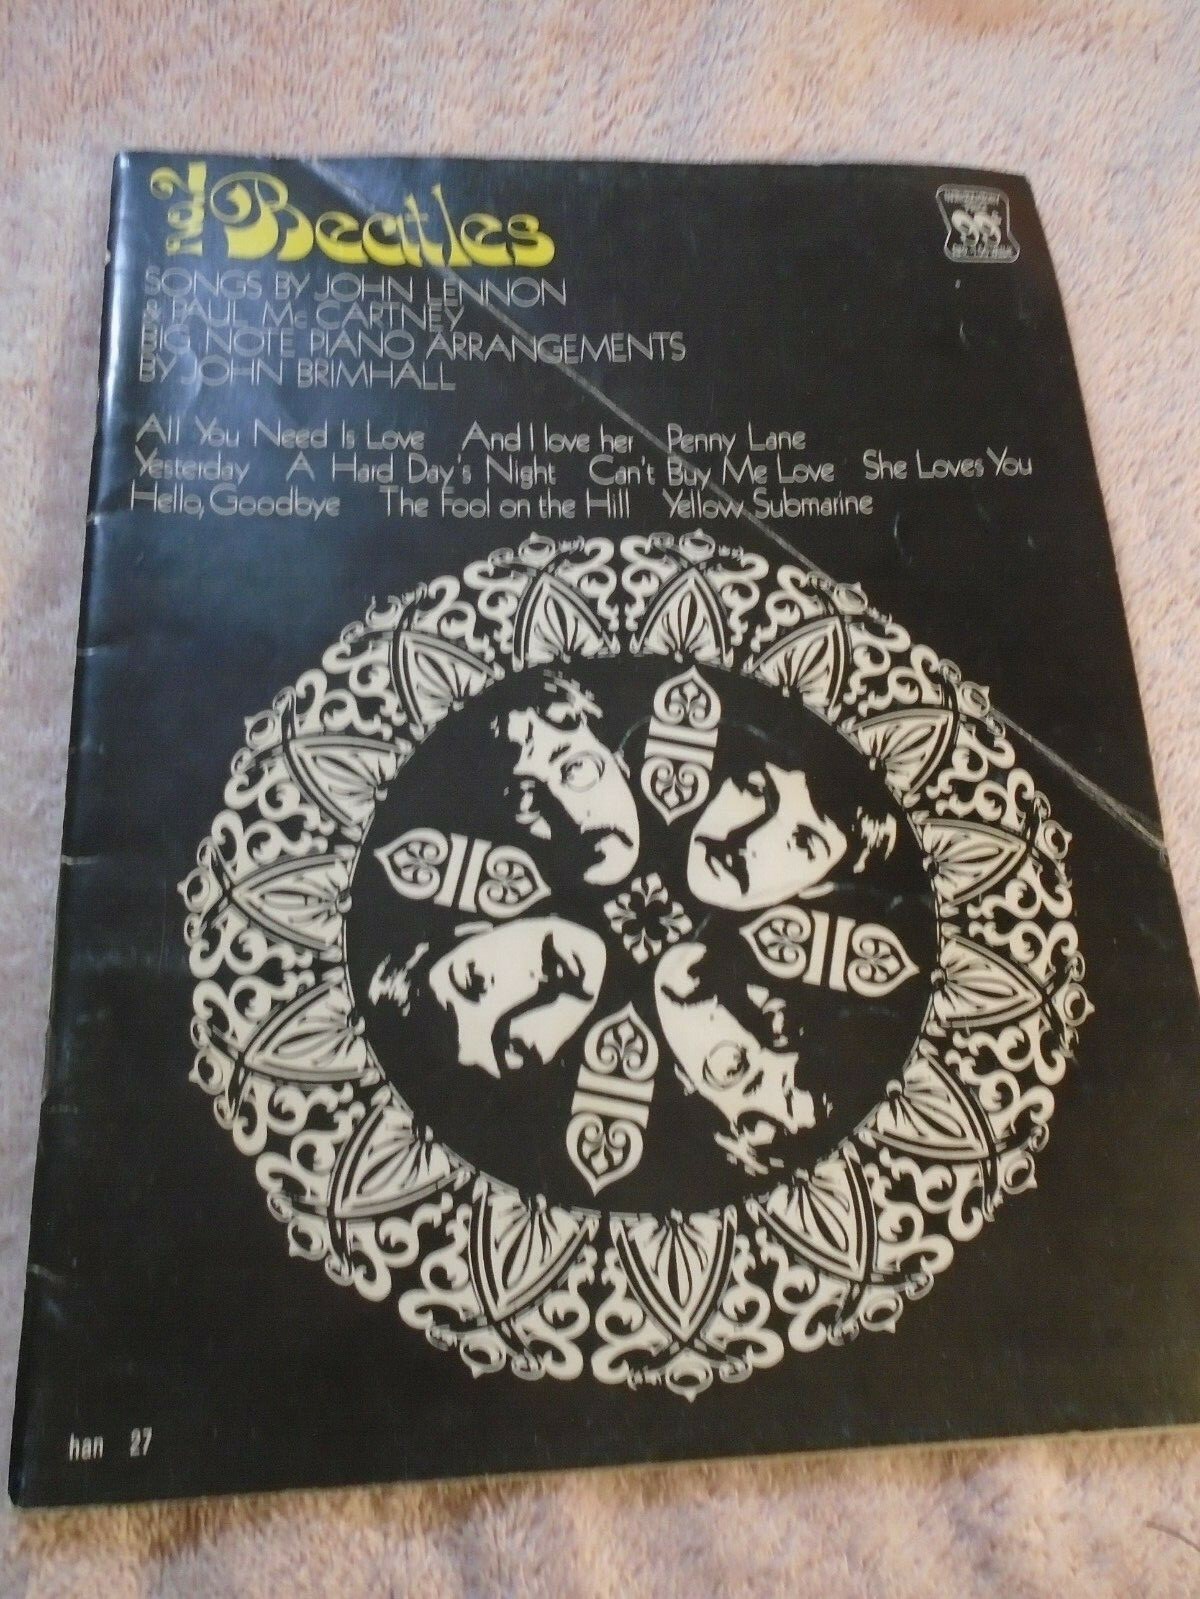 no.2 Beatles
SONGS BY JOHN LENNON
& PAUL Mc CARTNEY
BIG NOTE PIANO ARRANGEMENTS
BY JOHN BRIMHALL
All You Need Is Love And I love her Penny Lane
Yesterday A Hard Day's Night Can't Buy Me Love She Loves You
Hello, Goodbye The Fool on the Hill Yellow Submarine
han 27